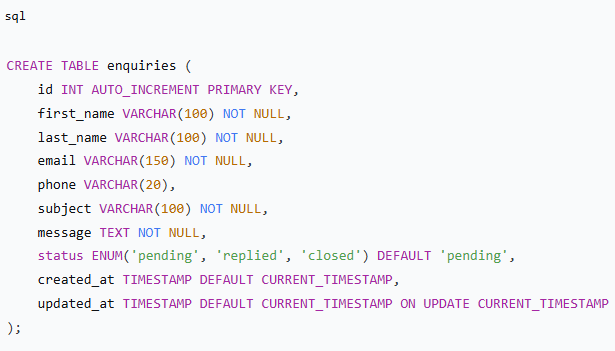 sql
CREATE TABLE enquiries (
    id INT AUTO_INCREMENT PRIMARY KEY,
    first_name VARCHAR(100) NOT NULL,
    last_name VARCHAR(100) NOT NULL,
    email VARCHAR(150) NOT NULL,
    phone VARCHAR(20),
    subject VARCHAR(100) NOT NULL,
    message TEXT NOT NULL,
    status ENUM('pending', 'replied', 'closed') DEFAULT 'pending',
    created_at TIMESTAMP DEFAULT CURRENT_TIMESTAMP,
    updated_at TIMESTAMP DEFAULT CURRENT_TIMESTAMP ON UPDATE CURRENT_TIMESTAMP
);